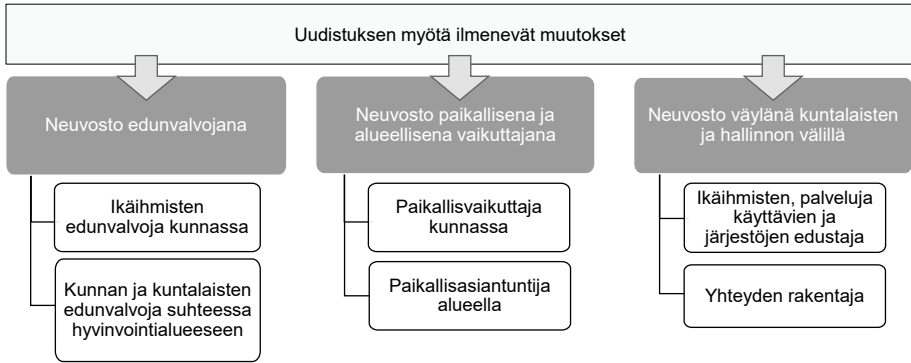 Uudistuksen myötä ilmenevät muutokset
Neuvosto edunvalvojana
Ikäihmisten
edunvalvoja kunnassa
Kunnan ja kuntalaisten
edunvalvoja suhteessa
hyvinvointialueeseen
Neuvosto paikallisena ja
alueellisena vaikuttajana
Paikallisvaikuttaja
kunnassa
Paikallisasiantuntija
alueella
Neuvosto väylänä kuntalaisten
ja hallinnon välillä
Ikäihmisten, palveluja
käyttävien ja
järjestöjen edustaja
Yhteyden rakentaja